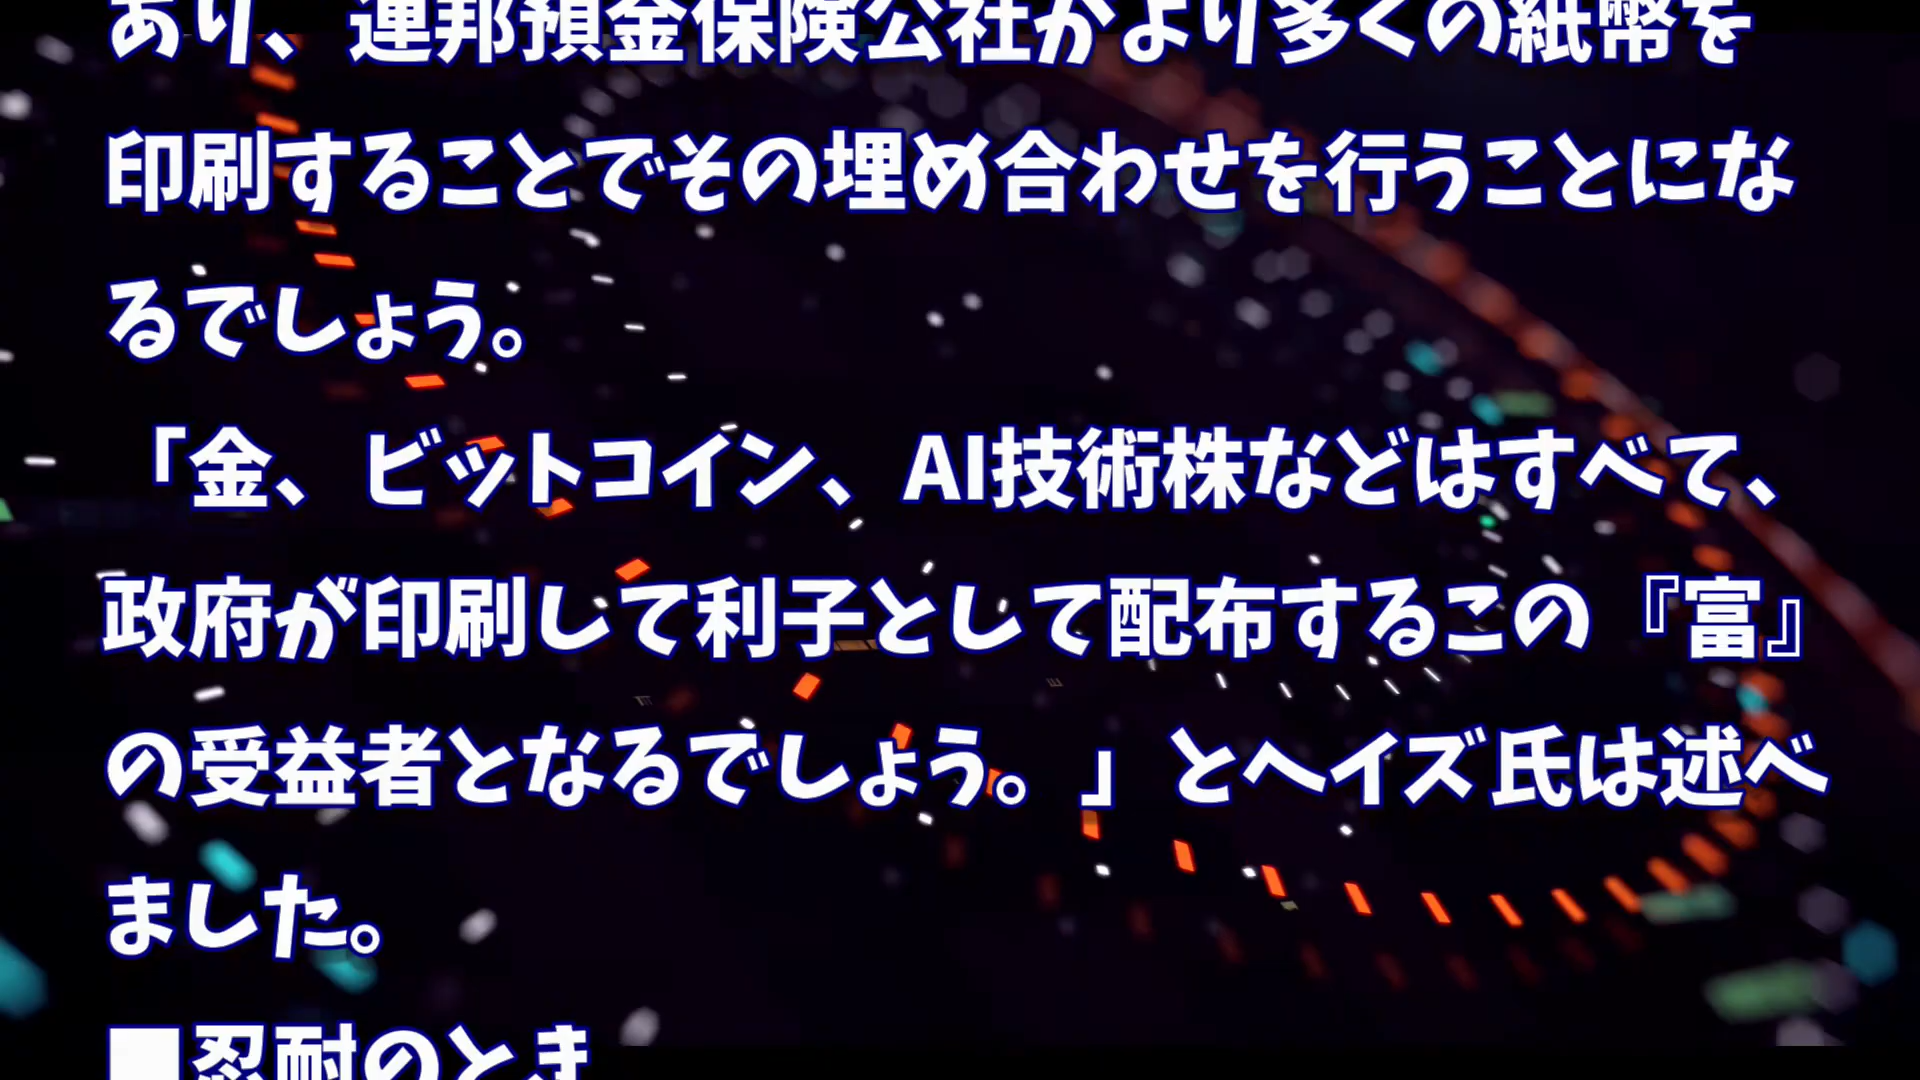 あり、連邦預金保険公社がより多くの紙幣を
印刷することでその埋め合わせを行うことにな
るでしょう。
「金、ビットコイン、AI技術株などはすべて、
政府が印刷して利子として配布するこの『富』
の受益者となるでしょう。」とヘイズ氏は述べ
ました。
■忍耐のとき